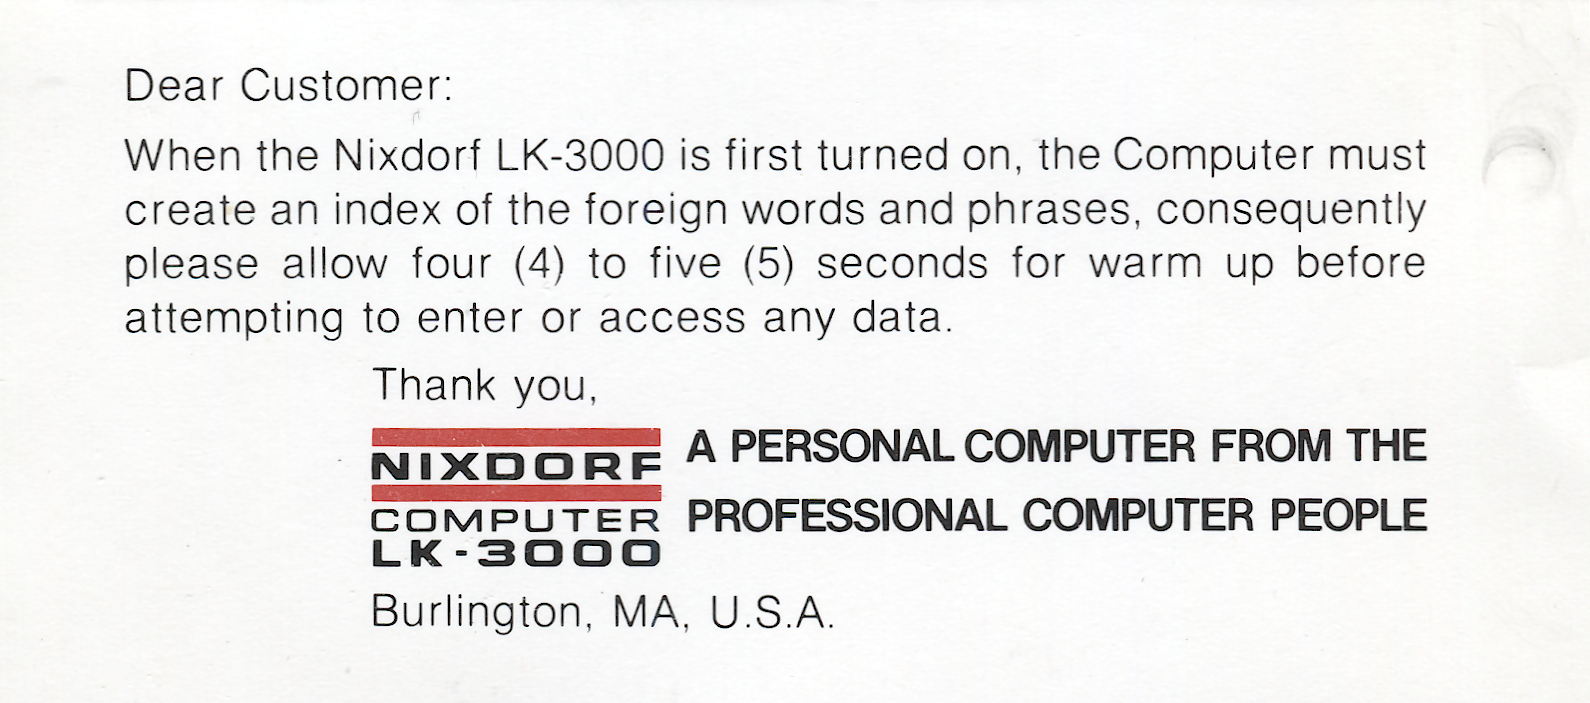 Dear Customer:
When the Nixdorf LK-3000 is first turned on, the Computer must
create an index of the foreign words and phrases, consequently
please allow four (4) to five (5) seconds for warm up before
attempting to enter or access any data.
Thank you,
NIXDORF
COMPUTER
LK-3000
A PERSONAL COMPUTER FROM THE
PROFESSIONAL COMPUTER PEOPLE
Burlington, MA, U.S.A.